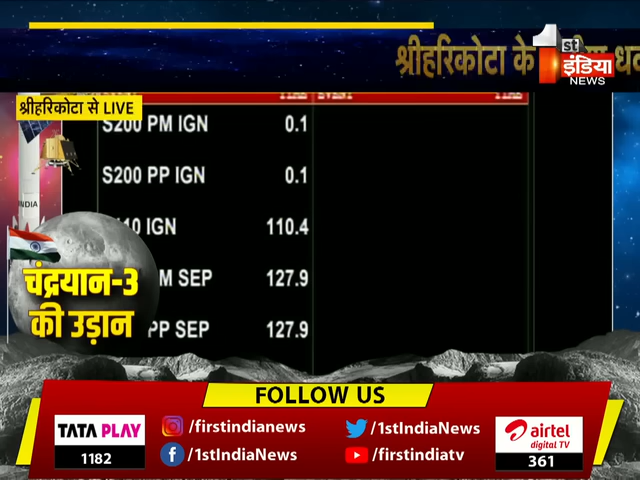 श्रीहरिकोटा के
1st
इंडिया
NEWS
श्रीहरिकोटा से LIVE
S200 PM IGN 0.1
S200 PP IGN 0.1
10 IGN 110.4
M SEP 127.9
PP SEP 127.9
INDIA
चंद्रयान-3
की उड़ान
FOLLOW US
TATA PLAY
1182
/firstindianews
/1stIndiaNews
/1stIndiaNews
/firstindiatv
airtel
digital TV
361